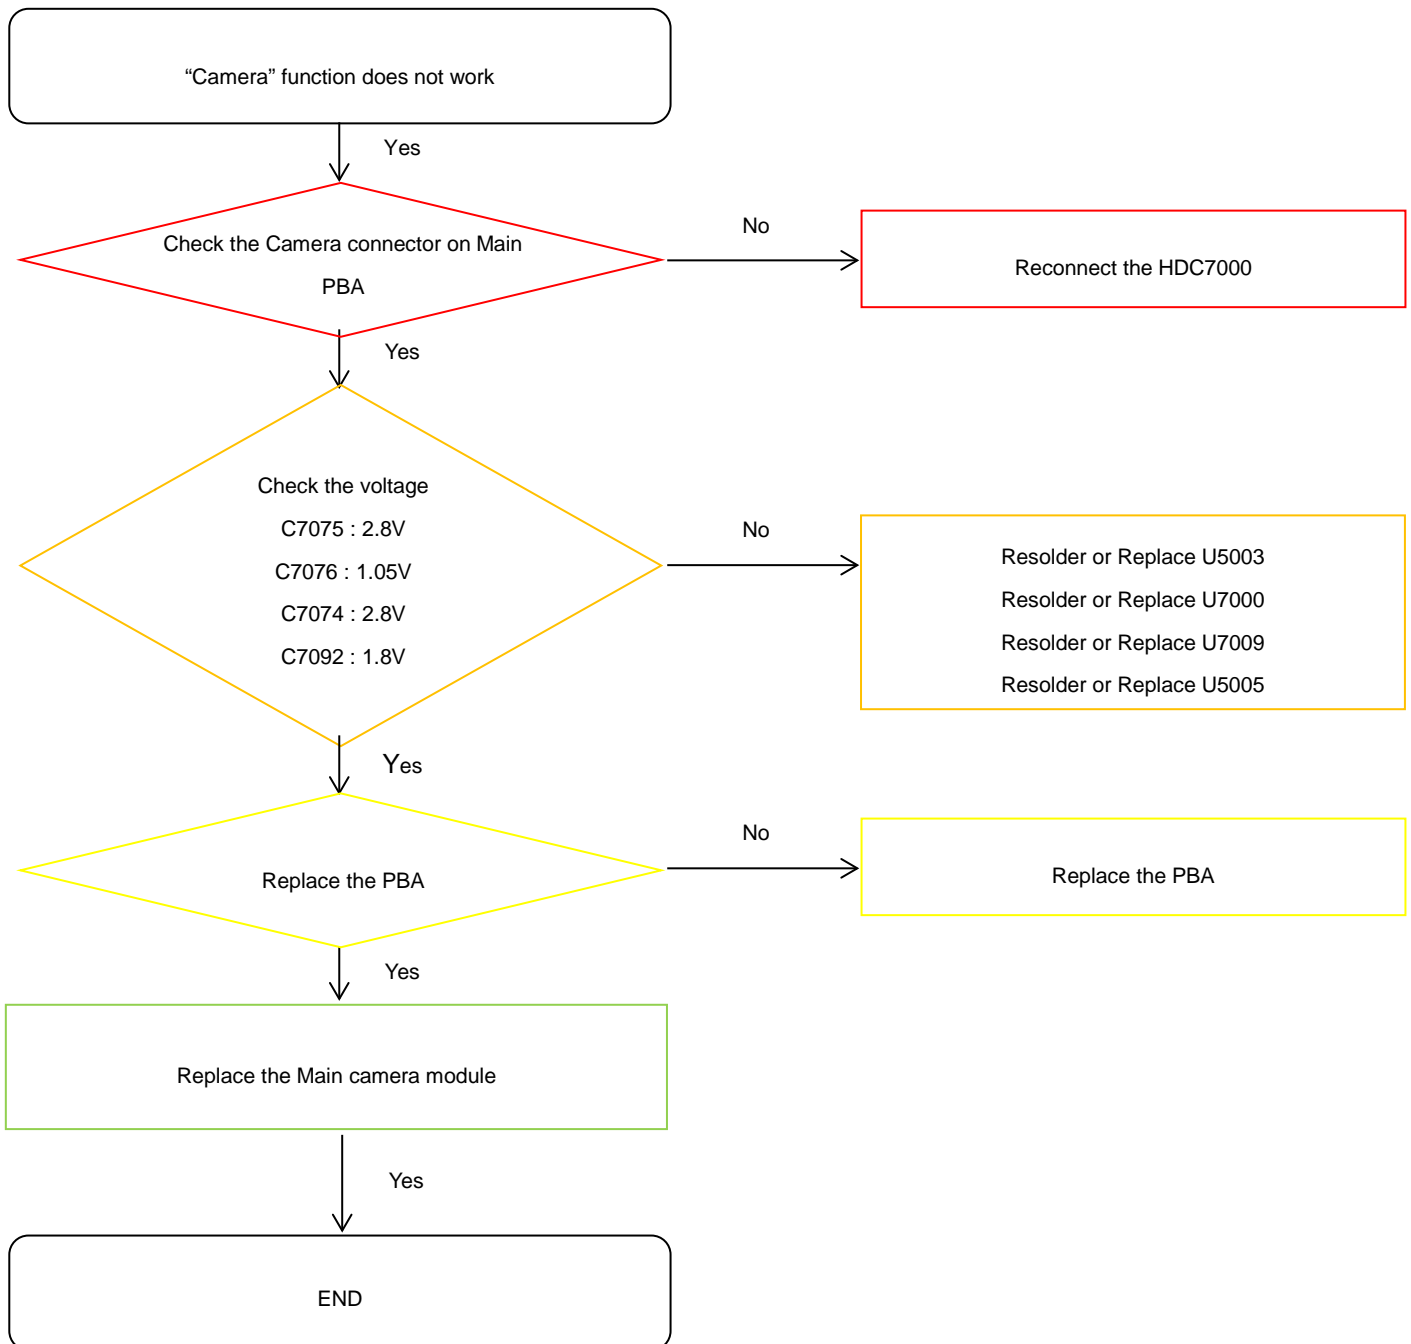 “Camera” function does not work
Yes
Check the Camera connector on Main
PBA
No
Reconnect the HDC7000
Yes
Check the voltage
C7075 : 2.8V
C7076 : 1.05V
C7074 : 2.8V
C7092 : 1.8V
No
Resolder or Replace U5003
Resolder or Replace U7000
Resolder or Replace U7009
Resolder or Replace U5005
Yes
Replace the PBA
No
Replace the PBA
Yes
Replace the Main camera module
Yes
END